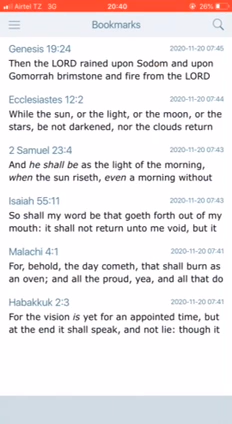 Airtel TZ 3G 20:40 26%
Bookmarks
Genesis 19:24 2020-11-20 07:45
Then the LORD rained upon Sodom and upon
Gomorrah brimstone and fire from the LORD
Ecclesiastes 12:2 2020-11-20 07:44
While the sun, or the light, or the moon, or the
stars, be not darkened, nor the clouds return
2 Samuel 23:4 2020-11-20 07:43
And he shall be as the light of the morning,
when the sun riseth, even a morning without
Isaiah 55:11 2020-11-20 07:43
So shall my word be that goeth forth out of my
mouth: it shall not return unto me void, but it
Malachi 4:1 2020-11-20 07:41
For, behold, the day cometh, that shall burn as
an oven; and all the proud, yea, and all that do
Habakkuk 2:3 2020-11-20 07:41
For the vision is yet for an appointed time, but
at the end it shall speak, and not lie: though it